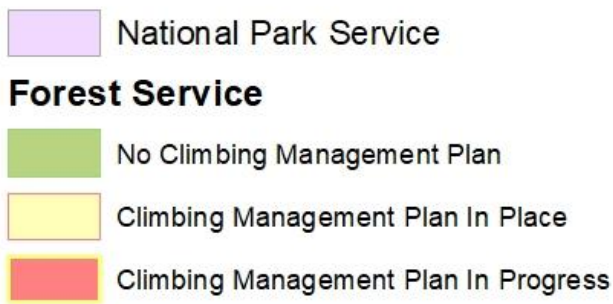 National Park Service
Forest Service
No Climbing Management Plan
Climbing Management Plan In Place
Climbing Management Plan In Progress